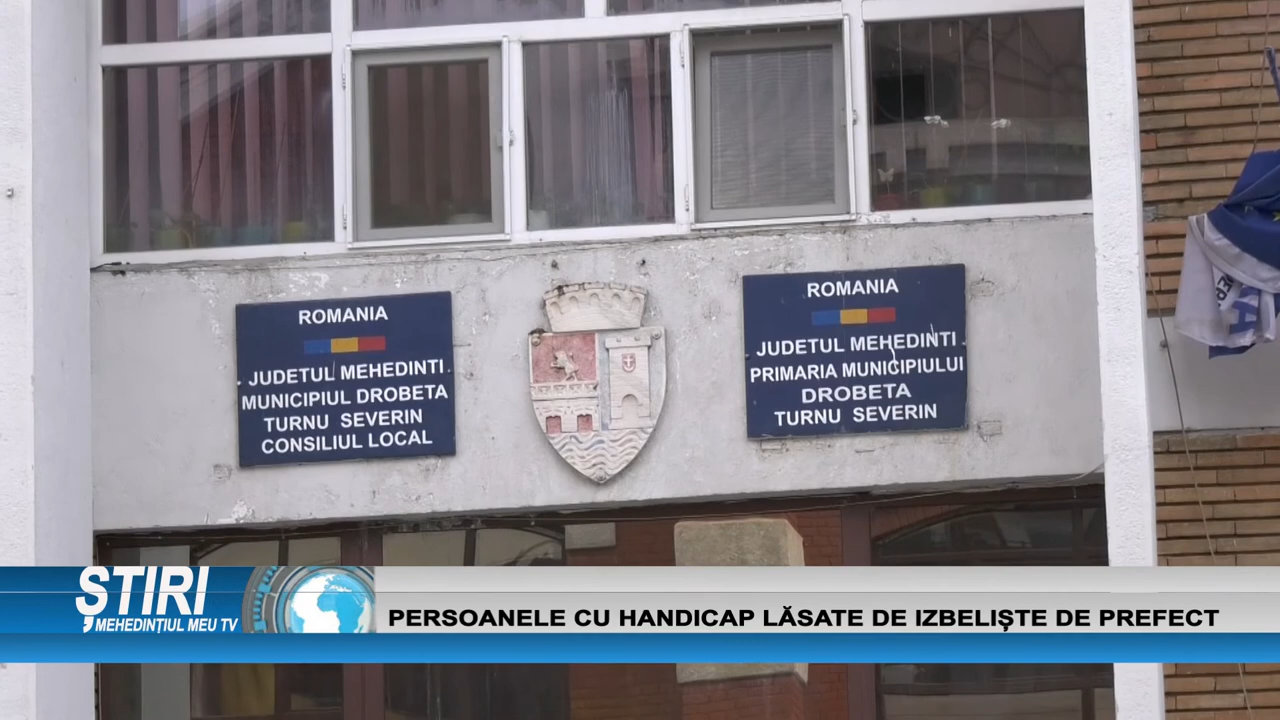 ROMANIA
JUDETUL MEHEDINTI
MUNICIPIUL DROBETA
TURNU SEVERIN
CONSILIUL LOCAL
ROMANIA
JUDETUL MEHEDINTI
PRIMARIA MUNICIPIULUI
DROBETA
TURNU SEVERIN
ȘTIRI
MEHEDINȚIUL MEU TV
PERSOANELE CU HANDICAP LĂSATE DE IZBELIȘTE DE PREFECT